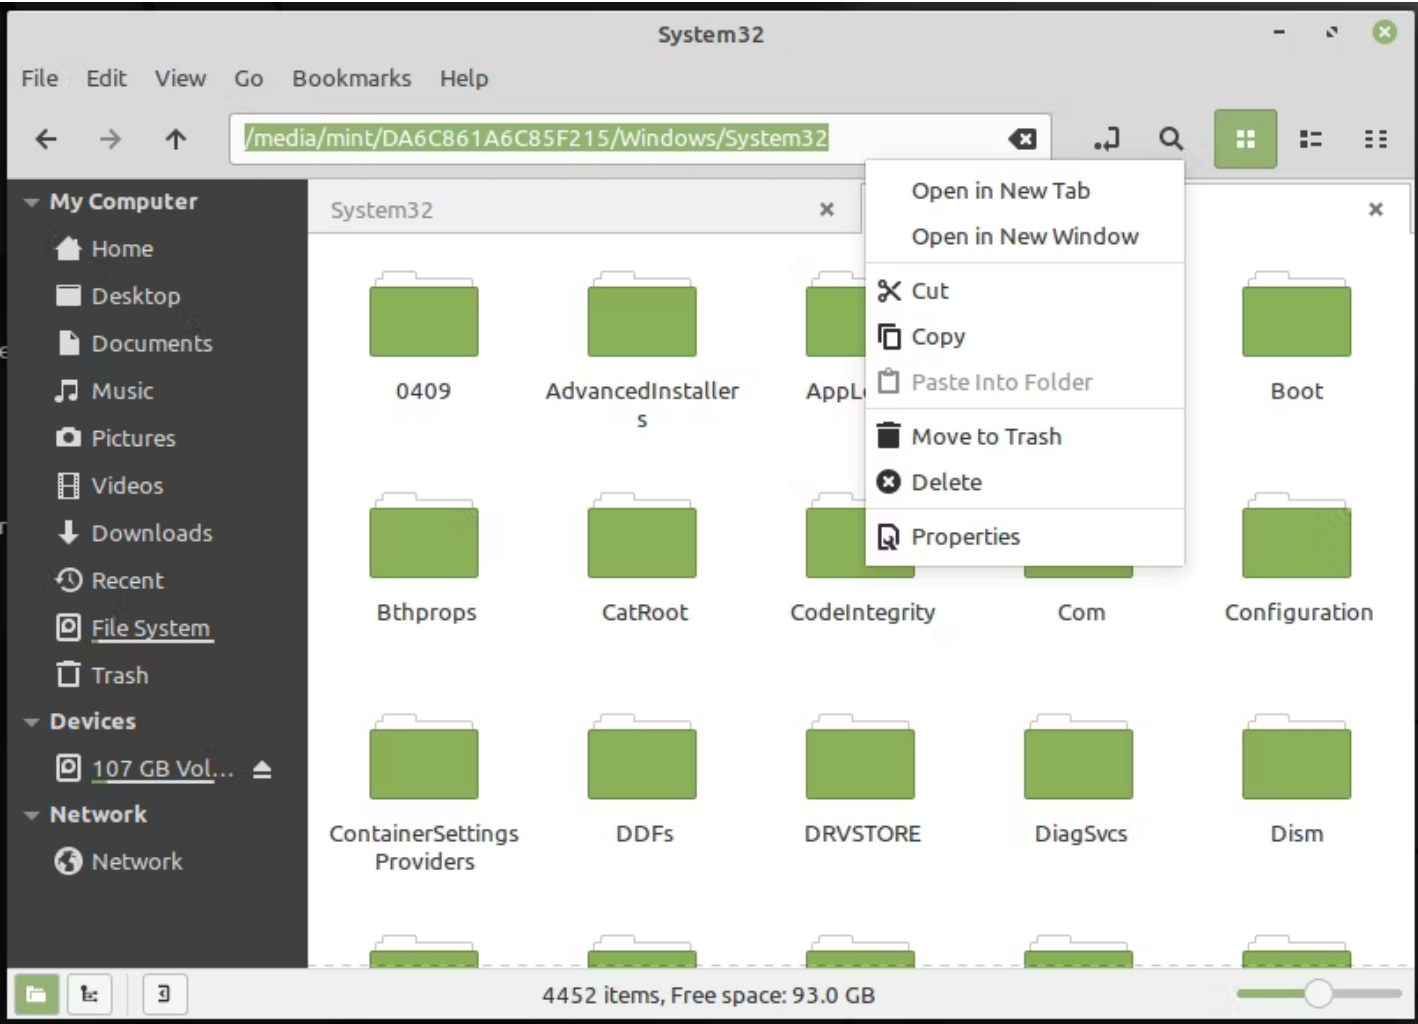 System32
File Edit View Go Bookmarks Help
/media/mint/DA6C861A6C85F215/Windows/System32
My Computer
Home
Desktop
Documents
Music
Pictures
Videos
Downloads
Recent
File System
Trash
Devices
107 GB Vol...
Network
Network
System32
Open in New Tab
Open in New Window
Cut
Copy
Paste Into Folder
Move to Trash
Delete
Properties
0409
AdvancedInstaller
s
Boot
Bthprops
CatRoot
CodeIntegrity
Com
Configuration
ContainerSettings
Providers
DDFs
DRVSTORE
DiagSvcs
Dism
4452 items, Free space: 93.0 GB